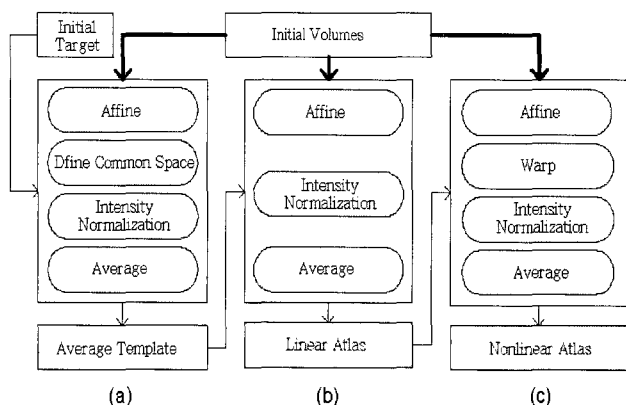 Initial
Target
Initial Volumes
Affine
Dfine Common Space
Intensity
Normalization
Average
Average Template
(a)
Affine
Intensity
Normalization
Average
Linear Atlas
(b)
Affine
Warp
Intensity
Normalization
Average
Nonlinear Atlas
(c)